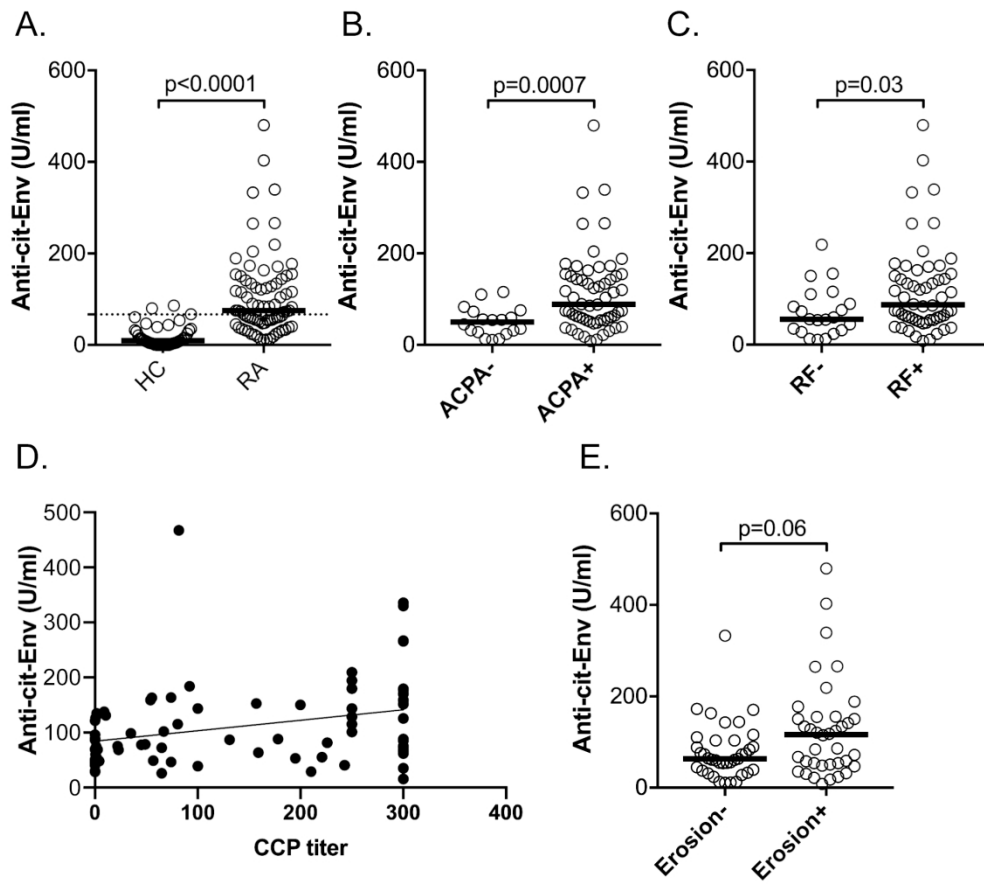 A.
Anti-cit-Env (U/ml)
600
400
200
0
p<0.0001
HC
RA
B.
Anti-cit-Env (U/ml)
600
400
200
0
p=0.0007
ACPA-
ACPA+
C.
Anti-cit-Env (U/ml)
600
400
200
0
p=0.03
RF-
RF+
D.
Anti-cit-Env (U/ml)
500
400
300
200
100
0
0
100
200
300
400
CCP titer
E.
Anti-cit-Env (U/ml)
600
400
200
0
p=0.06
Erosion-
Erosion+